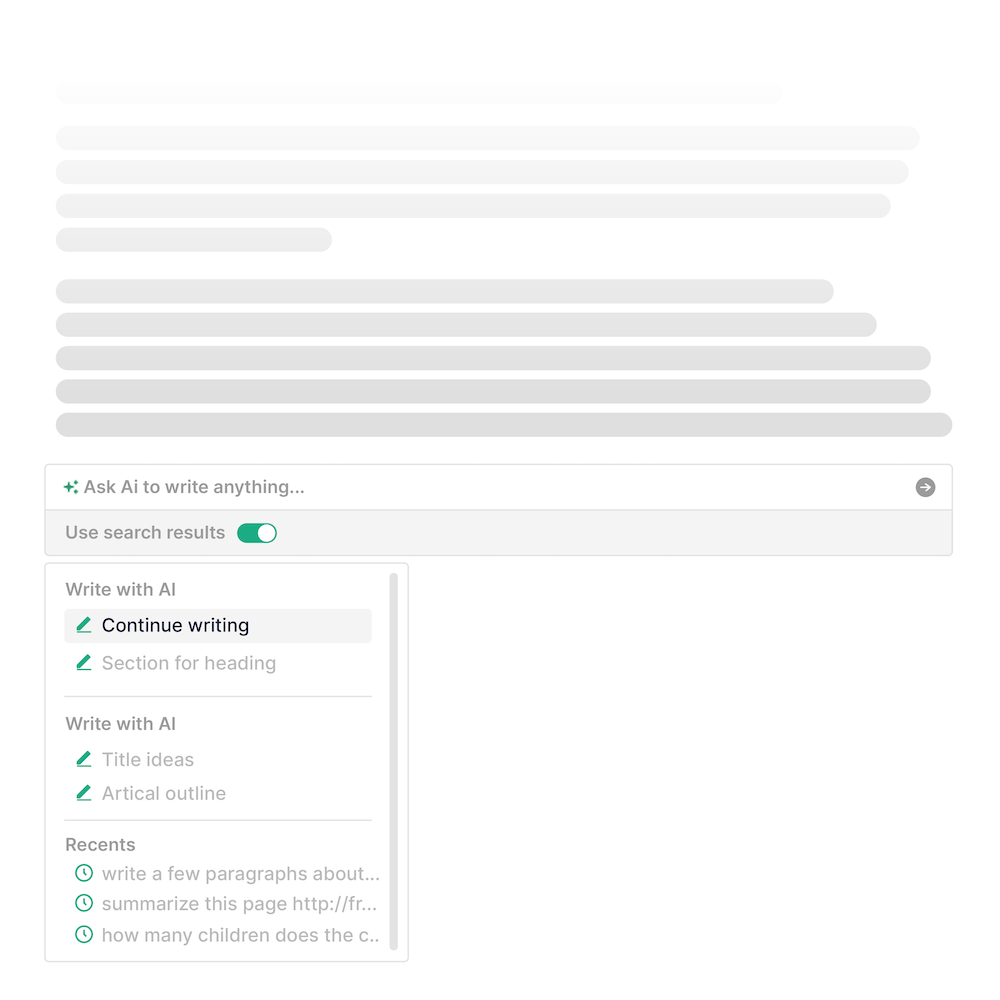 Ask Ai to write anything...
Use search results
Write with AI
Continue writing
Section for heading
Write with AI
Title ideas
Artical outline
Recents
write a few paragraphs about...
summarize this page http://fr...
how many children does the c..